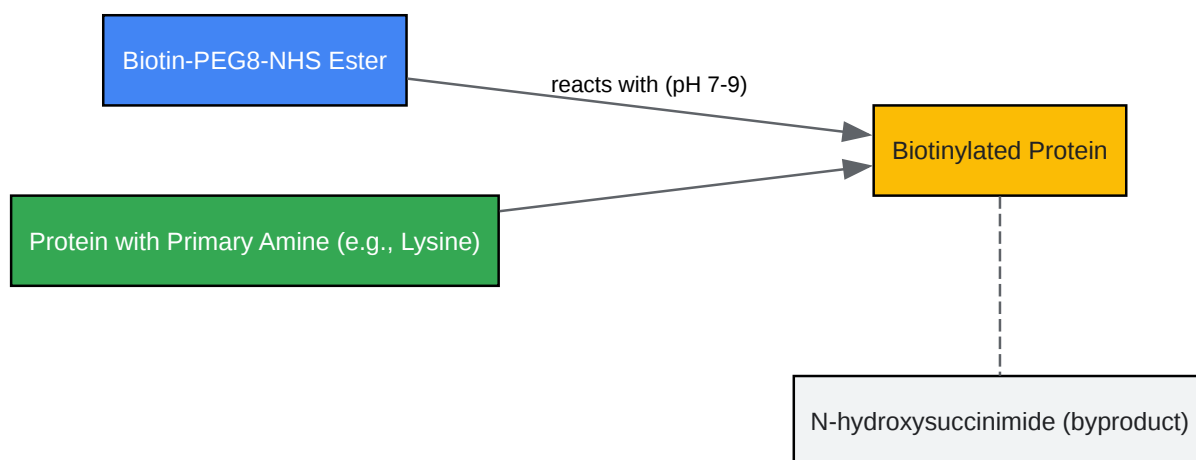 Biotin-PEG8-NHS Ester
reacts with (pH 7-9)
Biotinylated Protein
Protein with Primary Amine (e.g., Lysine)
N-hydroxysuccinimide (byproduct)